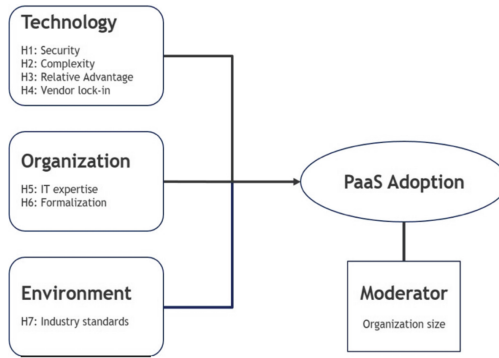 Technology
H1: Security
H2: Complexity
H3: Relative Advantage
H4: Vendor lock-in
Organization
H5: IT expertise
H6: Formalization
PaaS Adoption
Environment
H7: Industry standards
Moderator
Organization size